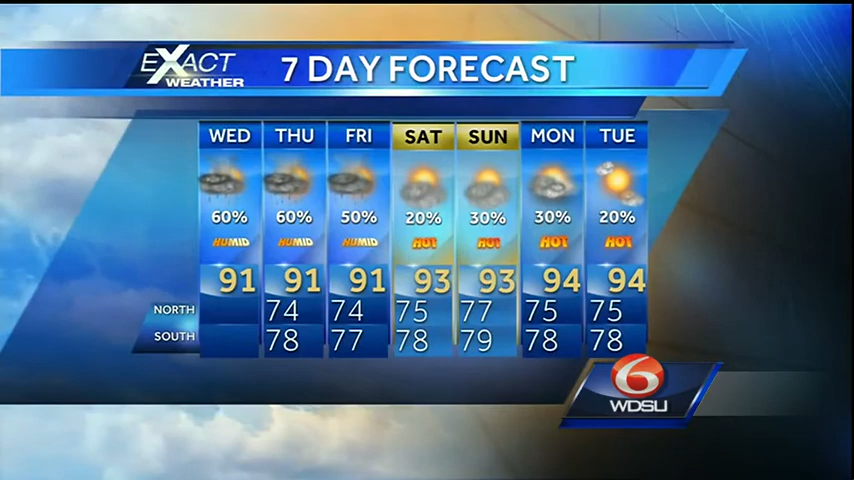 EXACT
WEATHER
7 DAY FORECAST
WED THU FRI SAT SUN MON TUE
60% 60% 50% 20% 30% 30% 20%
HUMID HUMID HUMID HOT HOT HOT HOT
91 91 91 93 93 94 94
NORTH 74 74 75 77 75 75
SOUTH 78 77 78 79 78 78
6
WDSU